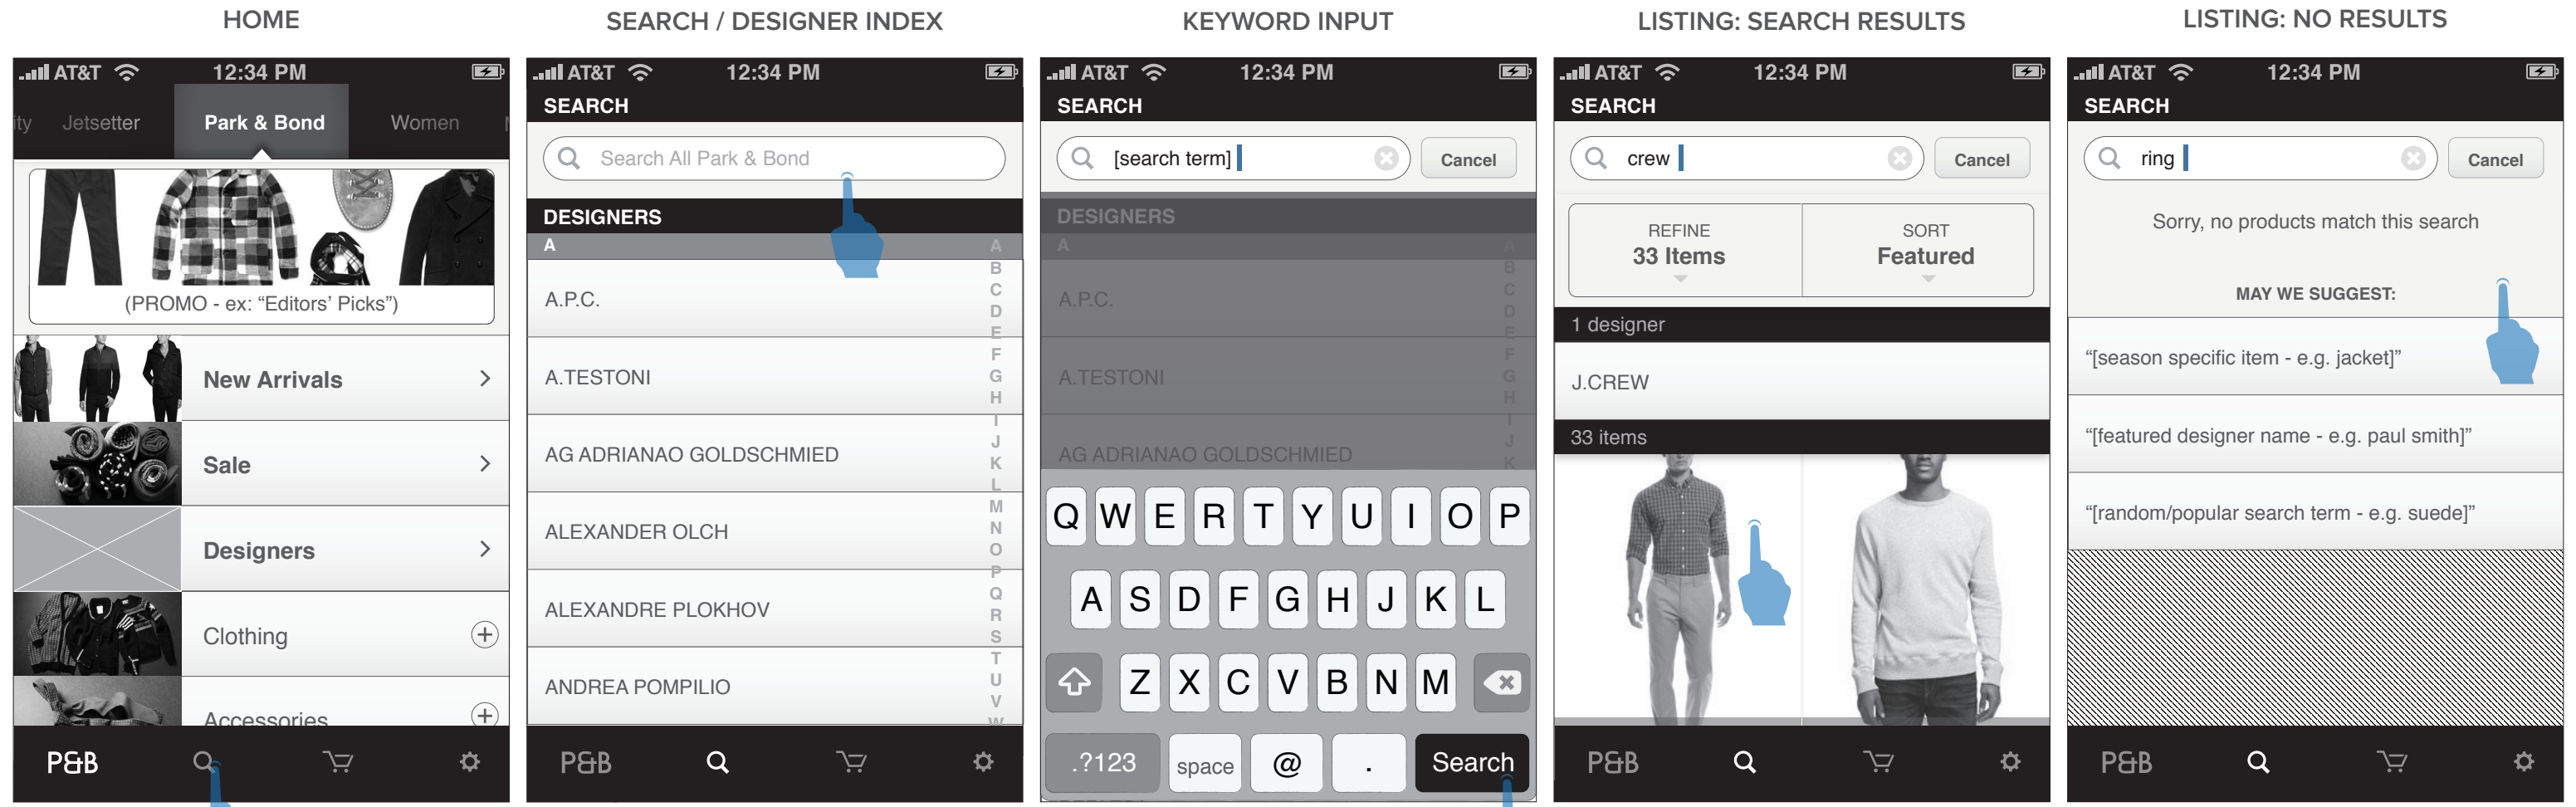 HOME
AT&T 12:34 PM
ity Jetsetter Park & Bond Women
(PROMO - ex: “Editors’ Picks”)
New Arrivals
Sale
Designers
Clothing
Accessories
P&B
SEARCH / DESIGNER INDEX
AT&T 12:34 PM
SEARCH
Search All Park & Bond
DESIGNERS
A
A.P.C.
A.TESTONI
AG ADRIANAO GOLDSCHMIED
ALEXANDER OLCH
ALEXANDRE PLOKHOV
ANDREA POMPILIO
A
B
C
D
E
F
G
H
I
J
K
L
M
N
O
P
Q
R
S
T
U
V
W
P&B
KEYWORD INPUT
AT&T 12:34 PM
SEARCH
[search term] Cancel
DESIGNERS
A
A.P.C.
A.TESTONI
AG ADRIANAO GOLDSCHMIED
A
B
C
D
E
F
G
H
I
J
K
Q W E R T Y U I O P
A S D F G H J K L
Z X C V B N M
.?123 space @ . Search
LISTING: SEARCH RESULTS
AT&T 12:34 PM
SEARCH
crew Cancel
REFINE
33 Items
SORT
Featured
1 designer
J.CREW
33 items
P&B
LISTING: NO RESULTS
AT&T 12:34 PM
SEARCH
ring Cancel
Sorry, no products match this search
MAY WE SUGGEST:
“[season specific item - e.g. jacket]”
“[featured designer name - e.g. paul smith]”
“[random/popular search term - e.g. suede]”
P&B